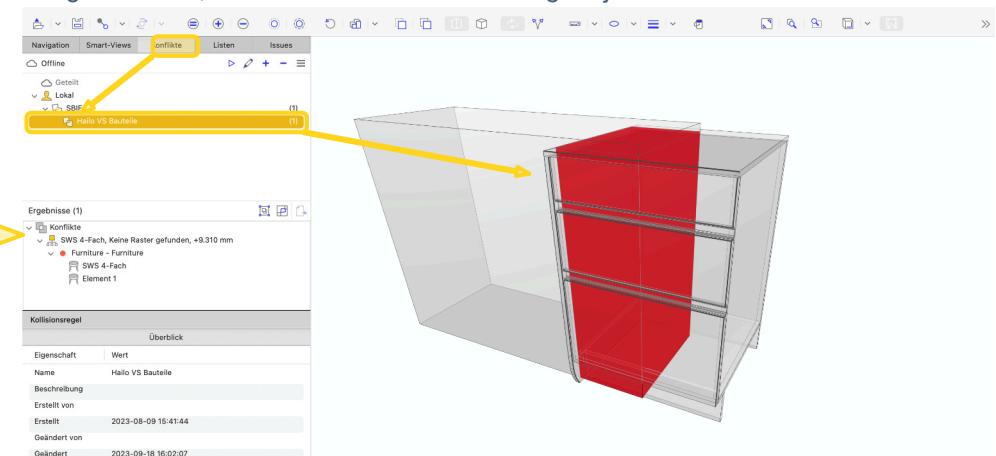 Navigation Smart-Views Konflikte Listen Issues
Offline
Geteilt
Lokal
(1)
Hailo VS Bauteile (1)
Ergebnisse (1)
Konflikte
SWS 4-Fach, Keine Raster gefunden, +9.310 mm
Furniture - Furniture
SWS 4-Fach
Element 1
Kollisionsregel
Überblick
Eigenschaft Wert
Name Hailo VS Bauteile
Beschreibung
Erstellt von
Erstellt 2023-08-09 15:41:44
Geändert von
Geändert 2023-09-18 16:02:07